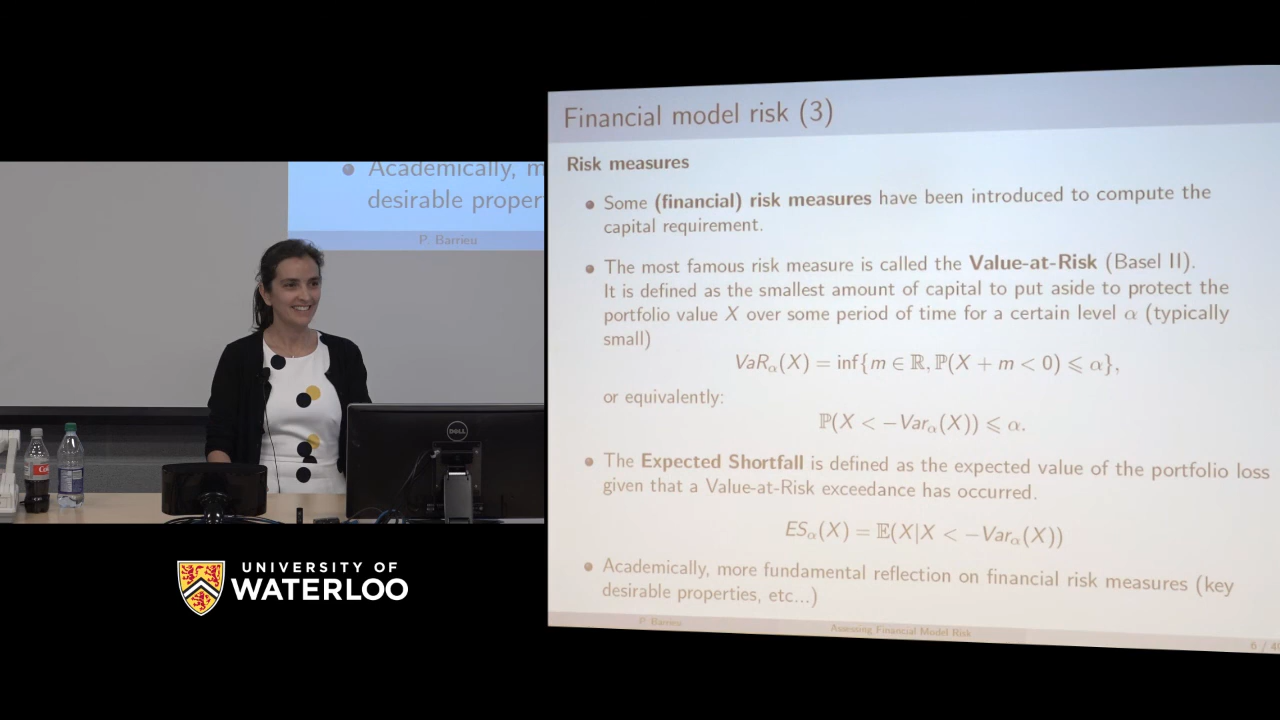 Academically, m
desirable proper
P. Barrieu
DELL
UNIVERSITY OF
WATERLOO
Financial model risk (3)
Risk measures
Some (financial) risk measures have been introduced to compute the
capital requirement.
The most famous risk measure is called the Value-at-Risk (Basel II).
It is defined as the smallest amount of capital to put aside to protect the
portfolio value X over some period of time for a certain level α (typically
small)
VaRα(X) = inf{m ∈ ℝ, ℙ(X + m < 0) ⩽ α},
or equivalently:
ℙ(X < −Varα(X)) ⩽ α.
The Expected Shortfall is defined as the expected value of the portfolio loss
given that a Value-at-Risk exceedance has occurred.
ESα(X) = 𝔼(X|X < −Varα(X))
Academically, more fundamental reflection on financial risk measures (key
desirable properties, etc...)
P. Barrieu
Assessing Financial Model Risk
6 / 4